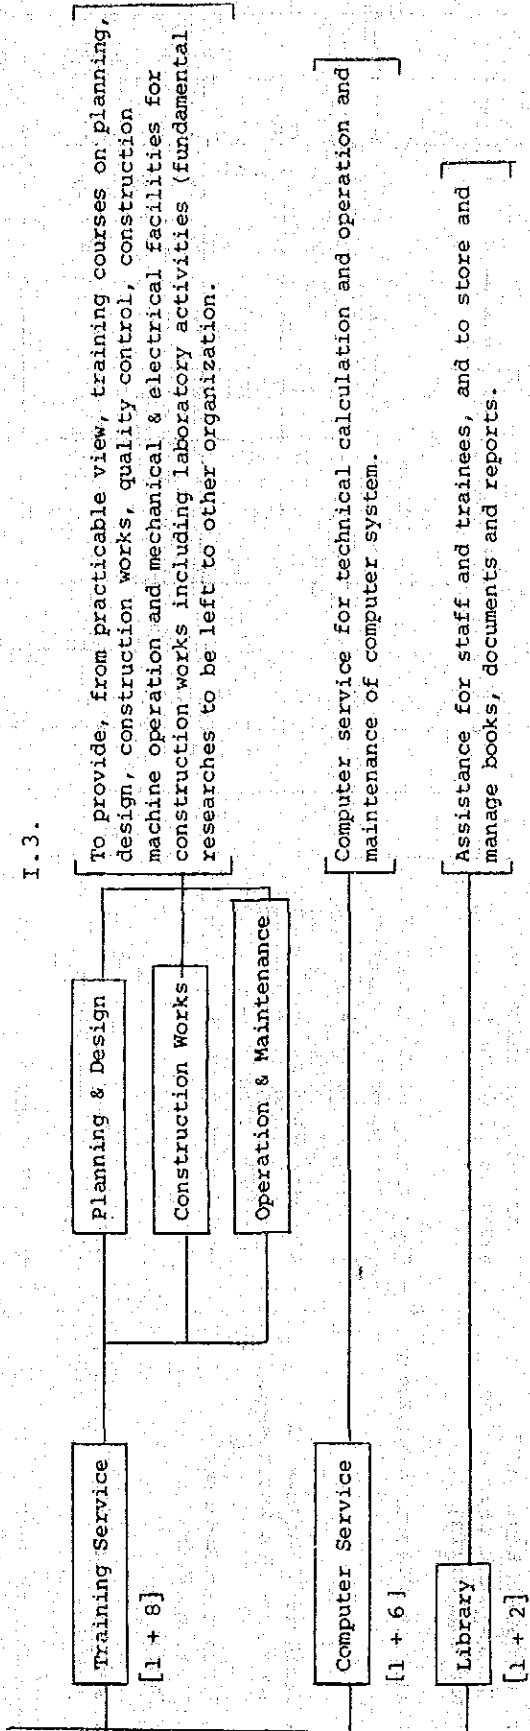 I.3.
Training Service
[1 + 8]
Planning & Design
Construction Works
Operation & Maintenance
To provide, from practicable view, training courses on planning,
design, construction works, quality control, construction
machine operation and mechanical & electrical facilities for
construction works including laboratory activities (fundamental
researches to be left to other organization.
Computer Service
[1 + 6]
Computer service for technical calculation and operation and
maintenance of computer system.
Library
[1 + 2]
Assistance for staff and trainees, and to store and
manage books, documents and reports.